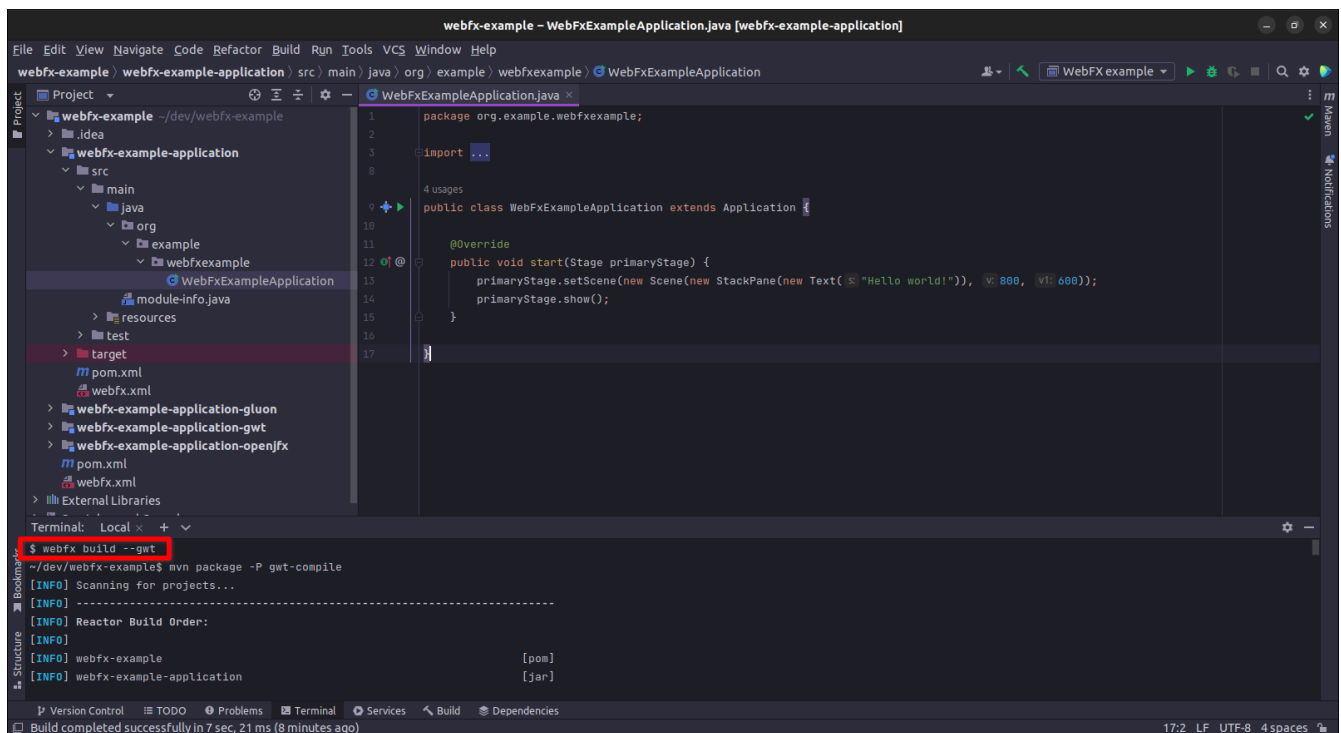 webfx-example – WebFxExampleApplication.java [webfx-example-application]
File Edit View Navigate Code Refactor Build Run Tools VCS Window Help
webfx-example 〉 webfx-example-application 〉 src 〉 main 〉 java 〉 org 〉 example 〉 webfxexample 〉 WebFxExampleApplication
WebFX example
Project
WebFxExampleApplication.java ×
Project
Maven
Notifications
webfx-example ~/dev/webfx-example
.idea
webfx-example-application
src
main
java
org
example
webfxexample
WebFxExampleApplication
module-info.java
resources
test
target
pom.xml
webfx.xml
webfx-example-application-gluon
webfx-example-application-gwt
webfx-example-application-openjfx
pom.xml
webfx.xml
External Libraries
1 package org.example.webfxexample;
2
3 import ...
8
4 usages
9 public class WebFxExampleApplication extends Application {
10
11 @Override
12 @ public void start(Stage primaryStage) {
13 primaryStage.setScene(new Scene(new StackPane(new Text( s: "Hello world!")), v: 800, v1: 600));
14 primaryStage.show();
15 }
16
17 }
Terminal: Local × +
$ webfx build --gwt
~/dev/webfx-example$ mvn package -P gwt-compile
[INFO] Scanning for projects...
[INFO] ------------------------------------------------------------------------
[INFO] Reactor Build Order:
[INFO]
[INFO] webfx-example [pom]
[INFO] webfx-example-application [jar]
Bookmarks
Structure
Version Control TODO Problems Terminal Services Build Dependencies
Build completed successfully in 7 sec, 21 ms (8 minutes ago)
17:2 LF UTF-8 4 spaces